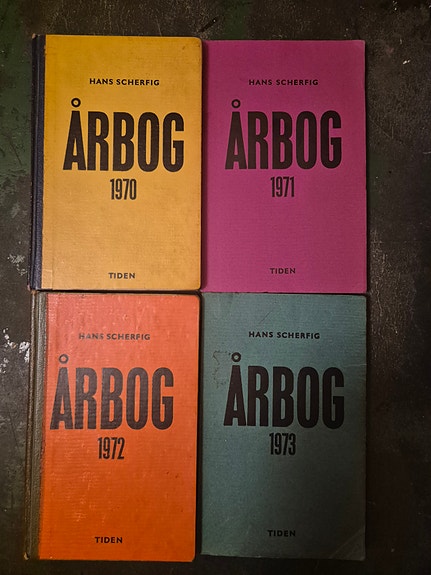 HANS SCHERFIG
ÅRBOG
1970
TIDEN
HANS SCHERFIG
ÅRBOG
1971
TIDEN
HANS SCHERFIG
ÅRBOG
1972
TIDEN
HANS SCHERFIG
ÅRBOG
1973
TIDEN